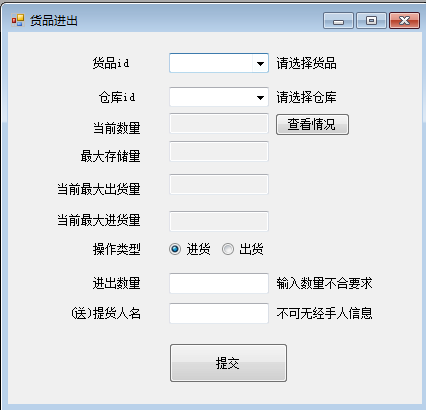 货品进出
货品id 请选择货品
仓库id 请选择仓库
当前数量 查看情况
最大存储量
当前最大出货量
当前最大进货量
操作类型 进货 出货
进出数量 输入数量不合要求
(送)提货人名 不可无经手人信息
提交